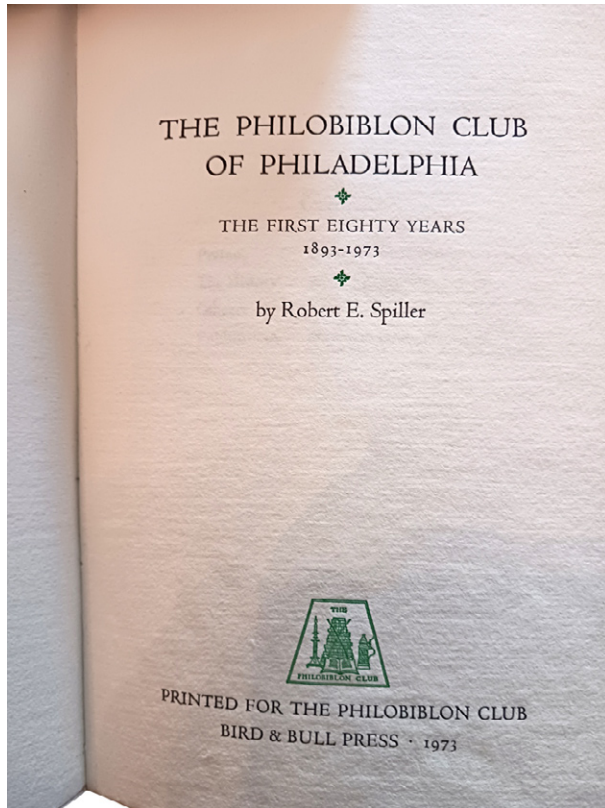 THE PHILOBIBLON CLUB
OF PHILADELPHIA
THE FIRST EIGHTY YEARS
1893-1973
by Robert E. Spiller
THE
PHILOBIBLON CLUB
PRINTED FOR THE PHILOBIBLON CLUB
BIRD & BULL PRESS · 1973